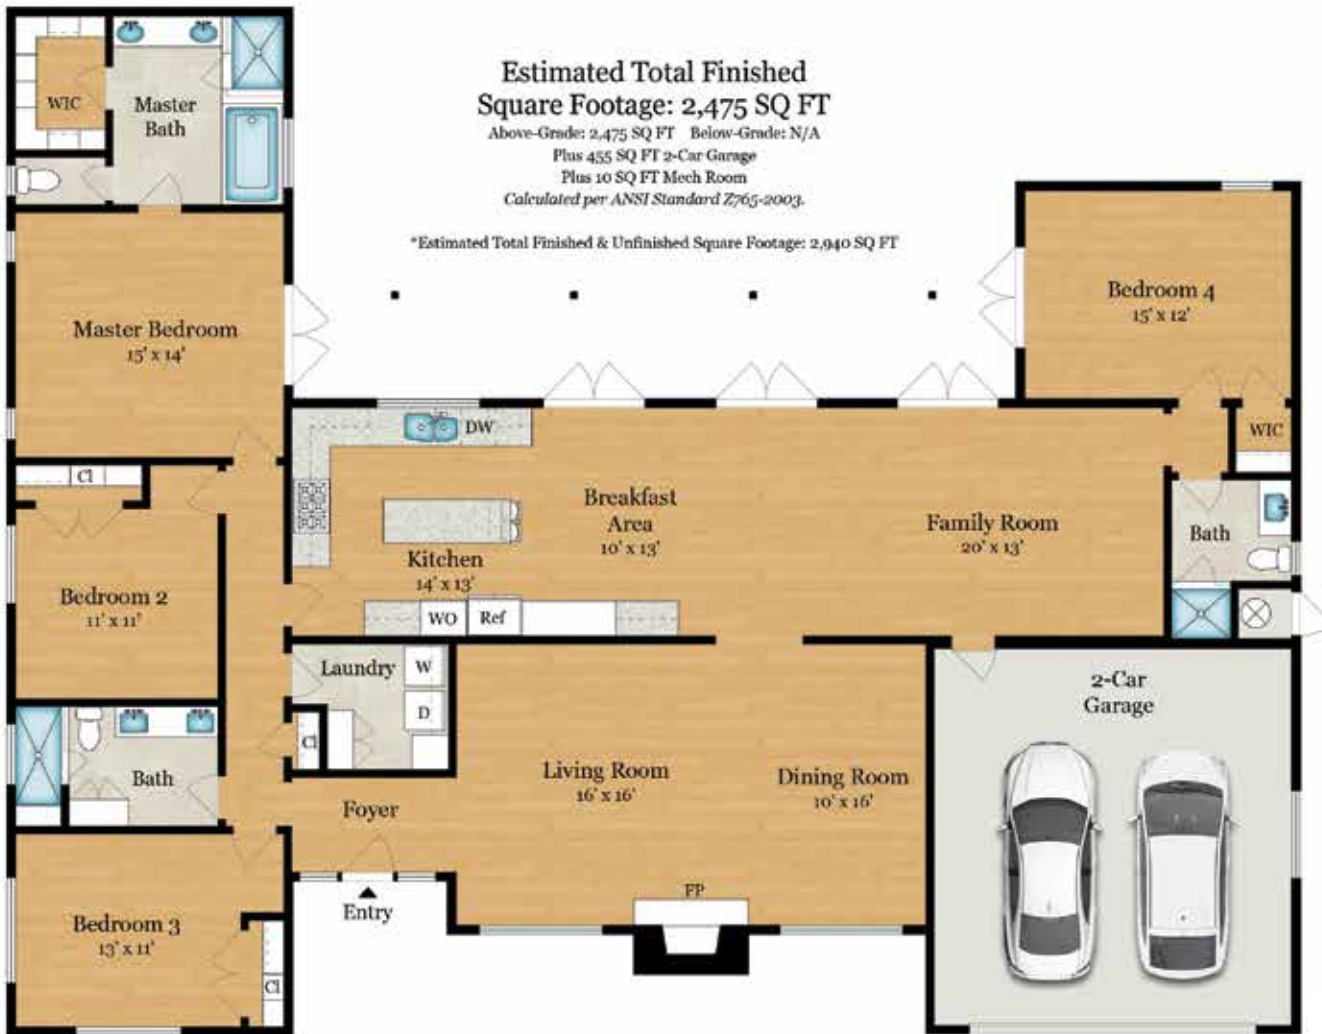 Estimated Total Finished
Square Footage: 2,475 SQ FT
Above-Grade: 2,475 SQ FT Below-Grade: N/A
Plus 455 SQ FT 2-Car Garage
Plus 10 SQ FT Mech Room
Calculated per ANSI Standard Z765-2003.
*Estimated Total Finished & Unfinished Square Footage: 2,940 SQ FT
WIC
Master
Bath
Master Bedroom
15' x 14'
Bedroom 4
15' x 12'
WIC
Cl
DW
Breakfast
Area
10' x 13'
Family Room
20' x 13'
Bath
Kitchen
14' x 13'
Bedroom 2
11' x 11'
WO
Ref
Laundry
W
D
Cl
2-Car
Garage
Bath
Living Room
16' x 16'
Dining Room
10' x 16'
Foyer
FP
Entry
Bedroom 3
13' x 11'
Cl